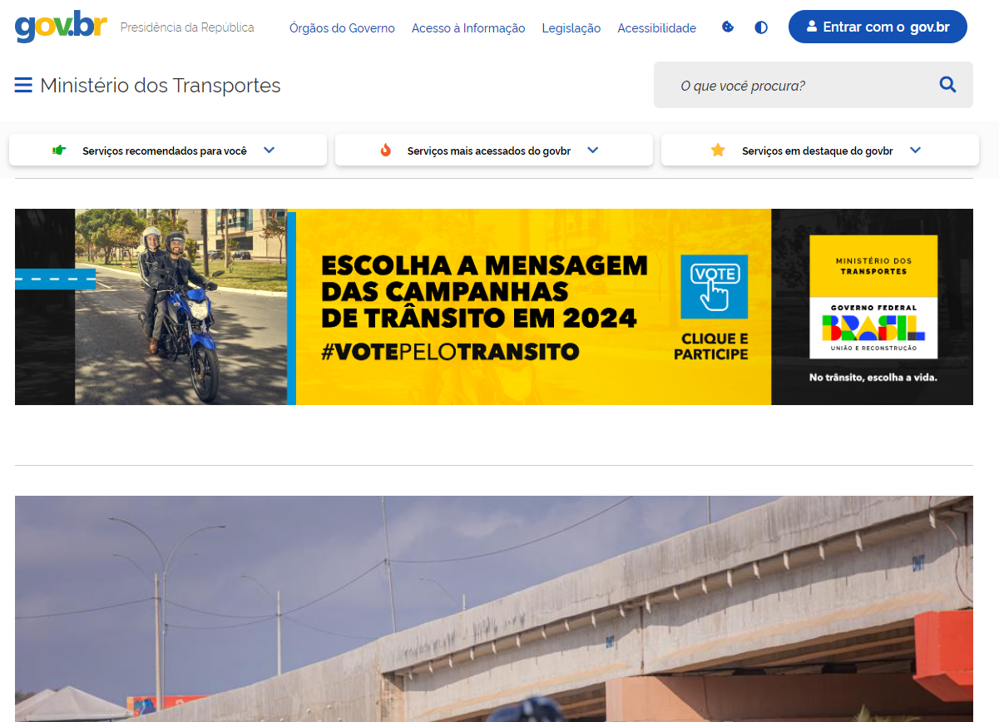 gov.br
Presidência da República
Órgãos do Governo
Acesso à Informação
Legislação
Acessibilidade
Entrar com o gov.br
Ministério dos Transportes
O que você procura?
Serviços recomendados para você
Serviços mais acessados do govbr
Serviços em destaque do govbr
ESCOLHA A MENSAGEM
DAS CAMPANHAS
DE TRÂNSITO EM 2024
#VOTEPELOTRANSITO
VOTE
CLIQUE E
PARTICIPE
MINISTÉRIO DOS
TRANSPORTES
GOVERNO FEDERAL
BRASIL
UNIÃO E RECONSTRUÇÃO
No trânsito, escolha a vida.